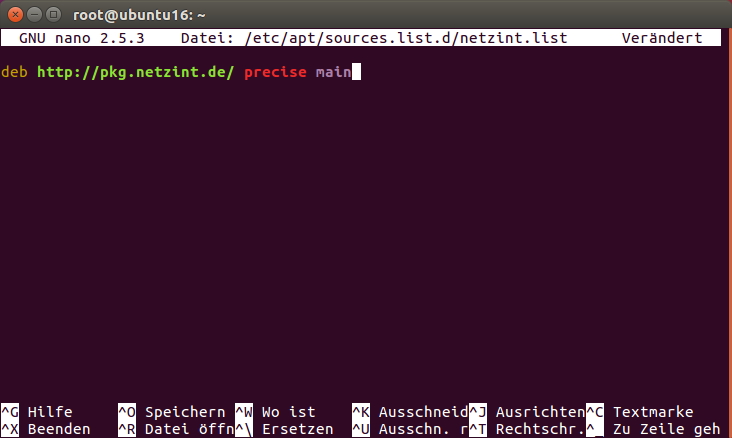 root@ubuntu16: ~
GNU nano 2.5.3 Datei: /etc/apt/sources.list.d/netzint.list Verändert
deb http://pkg.netzint.de/ precise main
^G Hilfe ^O Speichern ^W Wo ist ^K Ausschneid ^J Ausrichten ^C Textmarke
^X Beenden ^R Datei öffn ^\ Ersetzen ^U Ausschn. r ^T Rechtschr. ^_ Zu Zeile geh